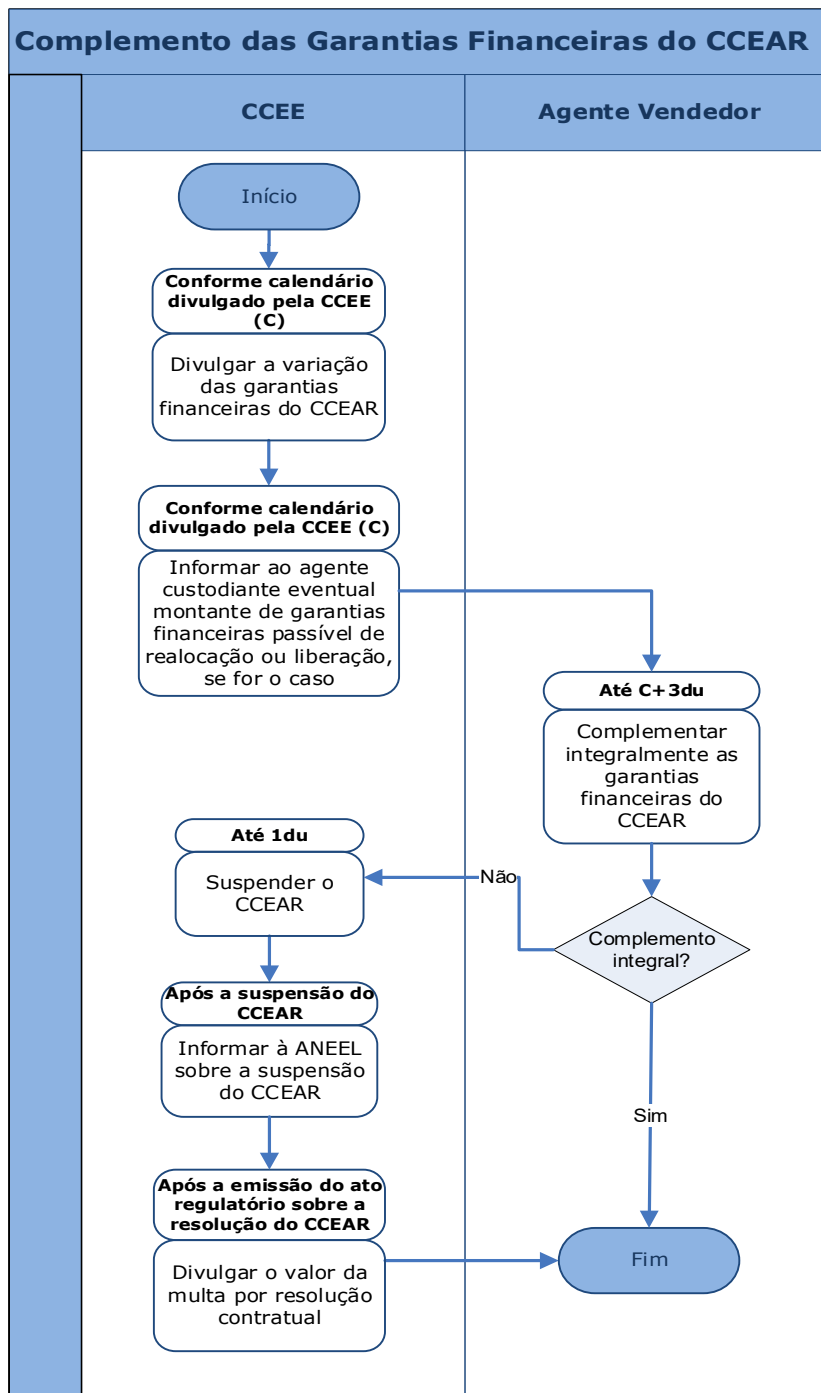 Complemento das Garantias Financeiras do CCEAR
CCEE
Agente Vendedor
Início
Conforme calendário
divulgado pela CCEE
(C)
Divulgar a variação
das garantias
financeiras do CCEAR
Conforme calendário
divulgado pela CCEE (C)
Informar ao agente
custodiante eventual
montante de garantias
financeiras passível de
realocação ou liberação,
se for o caso
Até C+3du
Complementar
integralmente as
garantias
financeiras do
CCEAR
Até 1du
Suspender o
CCEAR
Não
Complemento
integral?
Após a suspensão do
CCEAR
Informar à ANEEL
sobre a suspensão
do CCEAR
Sim
Após a emissão do ato
regulatório sobre a
resolução do CCEAR
Divulgar o valor da
multa por resolução
contratual
Fim